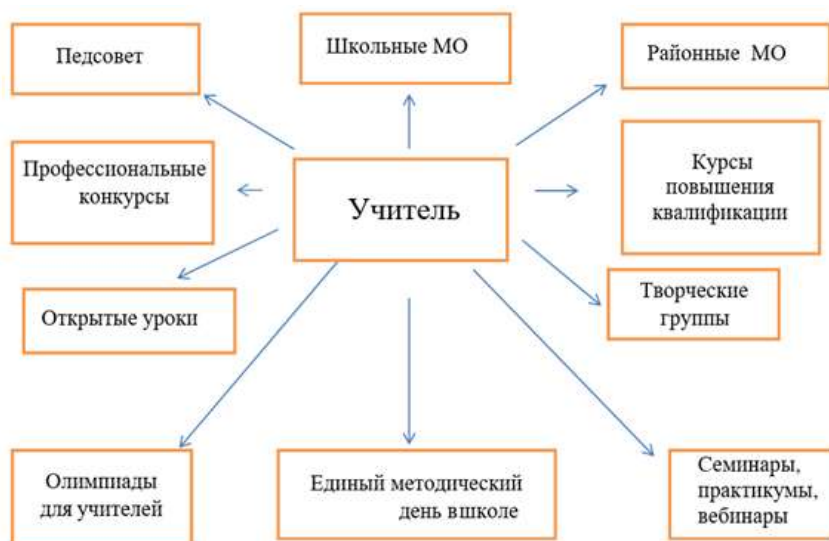 Педсовет
Школьные МО
Районные МО
Профессиональные
конкурсы
Учитель
Курсы
повышения
квалификации
Открытые уроки
Творческие
группы
Олимпиады
для учителей
Единый методический
день вшколе
Семинары,
практикумы,
вебинары